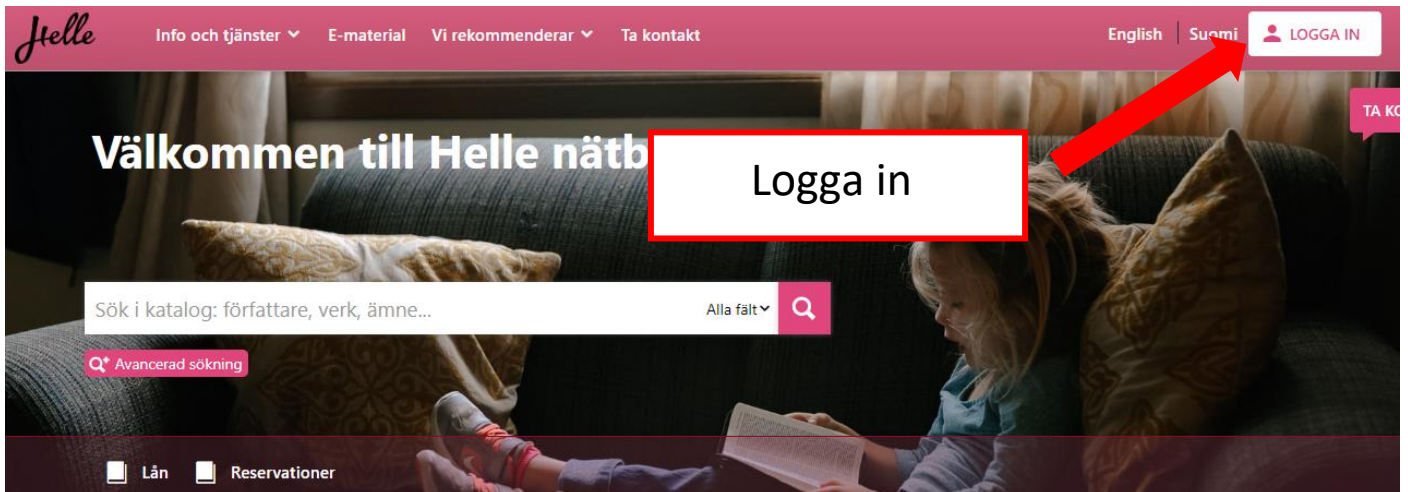 Helle
Info och tjänster
E-material
Vi rekommenderar
Ta kontakt
English
Suomi
LOGGA IN
TA KO
Välkommen till Helle nätb
Logga in
Sök i katalog: författare, verk, ämne...
Alla fält
Avancerad sökning
Lån
Reservationer